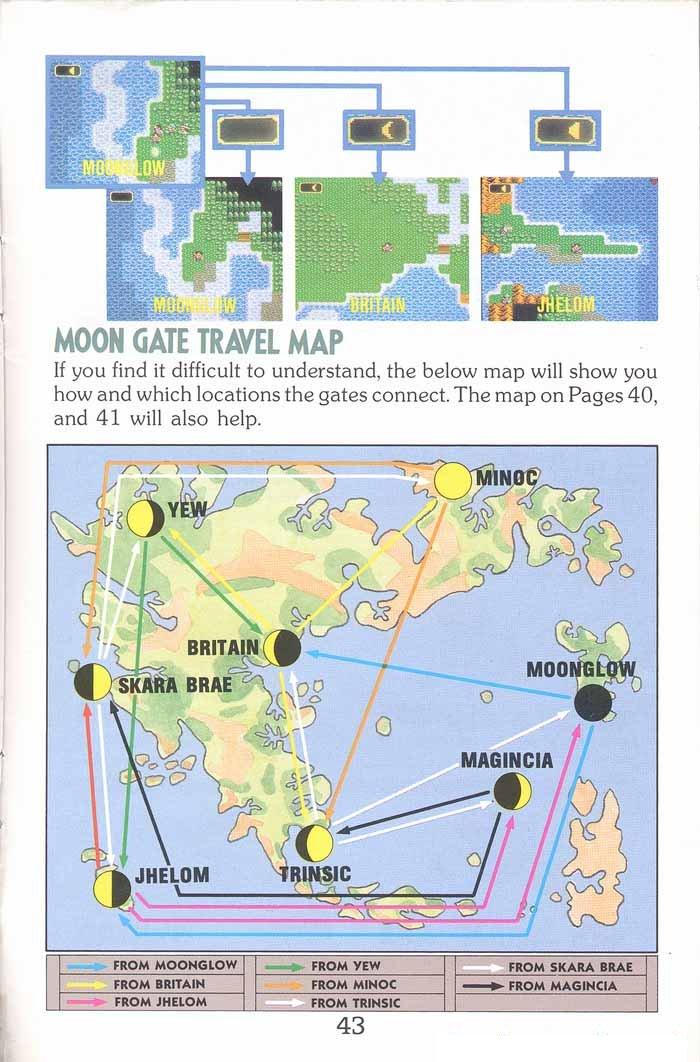 MOONGLOW
MOONGLOW
BRITAIN
JHELOM
MOON GATE TRAVEL MAP
If you find it difficult to understand, the below map will show you
how and which locations the gates connect. The map on Pages 40,
and 41 will also help.
MINOC
YEW
BRITAIN
MOONGLOW
SKARA BRAE
MAGINCIA
JHELOM
TRINSIC
FROM MOONGLOW
FROM YEW
FROM SKARA BRAE
FROM BRITAIN
FROM MINOC
FROM MAGINCIA
FROM JHELOM
FROM TRINSIC
43